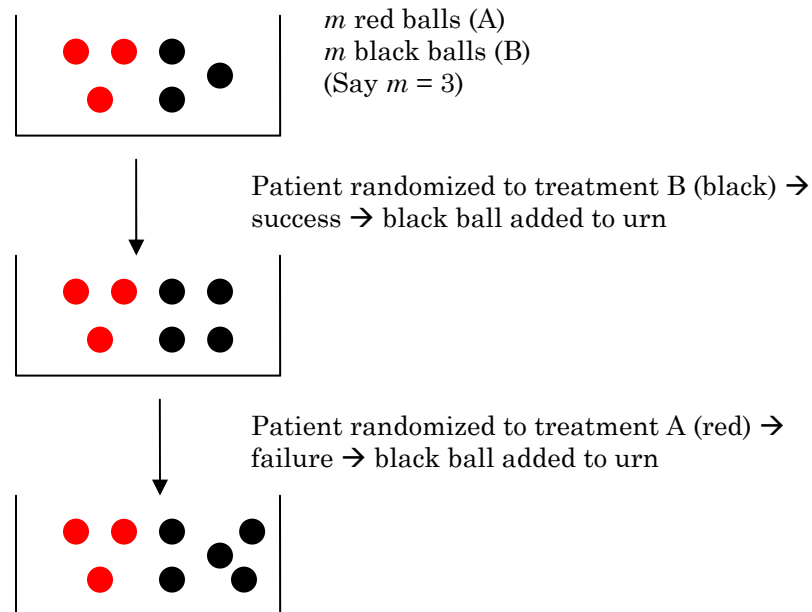 m red balls (A)
m black balls (B)
(Say m = 3)
Patient randomized to treatment B (black) →
success → black ball added to urn
Patient randomized to treatment A (red) →
failure → black ball added to urn